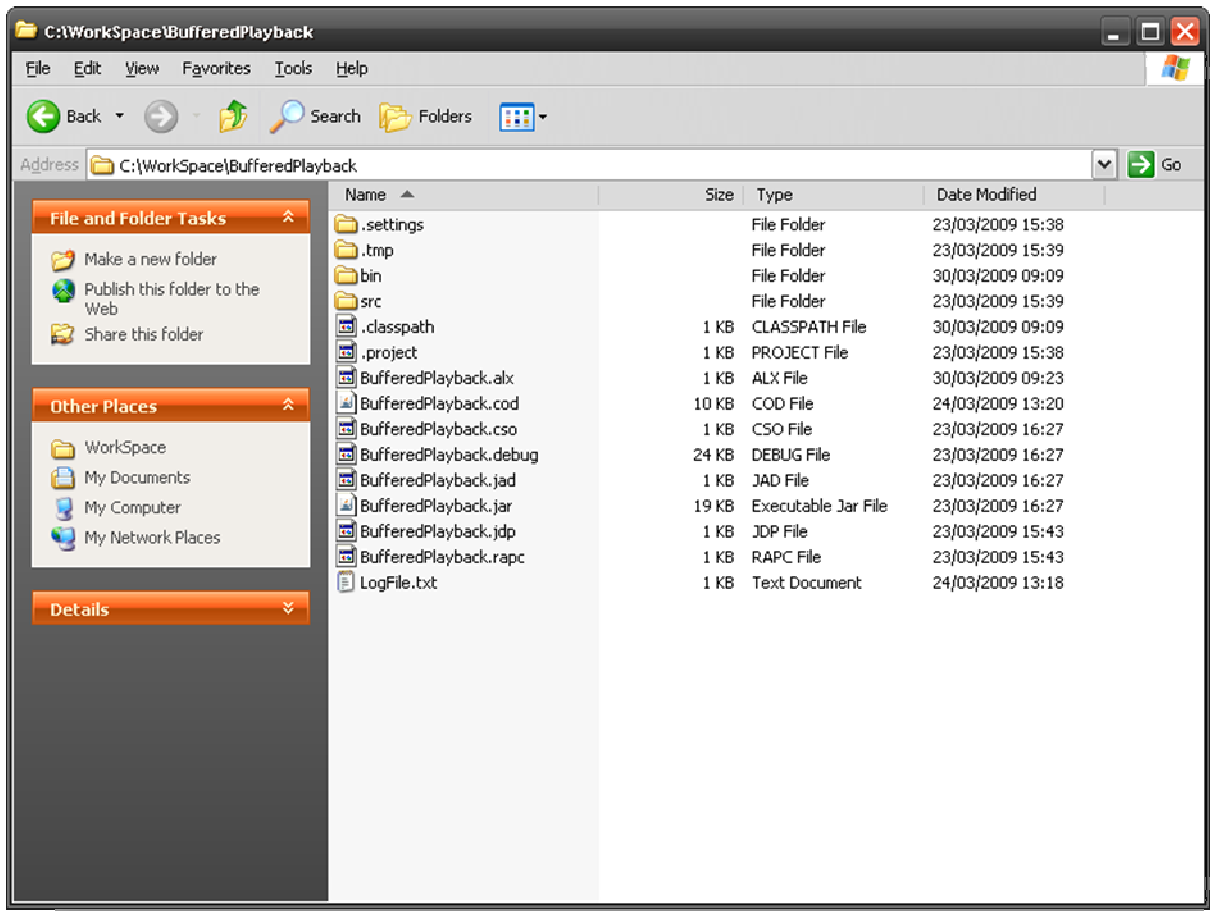 C:\WorkSpace\BufferedPlayback
File Edit View Favorites Tools Help
Back Search Folders
Address C:\WorkSpace\BufferedPlayback Go
Name Size Type Date Modified
File and Folder Tasks
Make a new folder
Publish this folder to the
Web
Share this folder
Other Places
WorkSpace
My Documents
My Computer
My Network Places
Details
.settings File Folder 23/03/2009 15:38
.tmp File Folder 23/03/2009 15:39
bin File Folder 30/03/2009 09:09
src File Folder 23/03/2009 15:39
.classpath 1 KB CLASSPATH File 30/03/2009 09:09
.project 1 KB PROJECT File 23/03/2009 15:38
BufferedPlayback.alx 1 KB ALX File 30/03/2009 09:23
BufferedPlayback.cod 10 KB COD File 24/03/2009 13:20
BufferedPlayback.cso 1 KB CSO File 23/03/2009 16:27
BufferedPlayback.debug 24 KB DEBUG File 23/03/2009 16:27
BufferedPlayback.jad 1 KB JAD File 23/03/2009 16:27
BufferedPlayback.jar 19 KB Executable Jar File 23/03/2009 16:27
BufferedPlayback.jdp 1 KB JDP File 23/03/2009 15:43
BufferedPlayback.rapc 1 KB RAPC File 23/03/2009 15:43
LogFile.txt 1 KB Text Document 24/03/2009 13:18